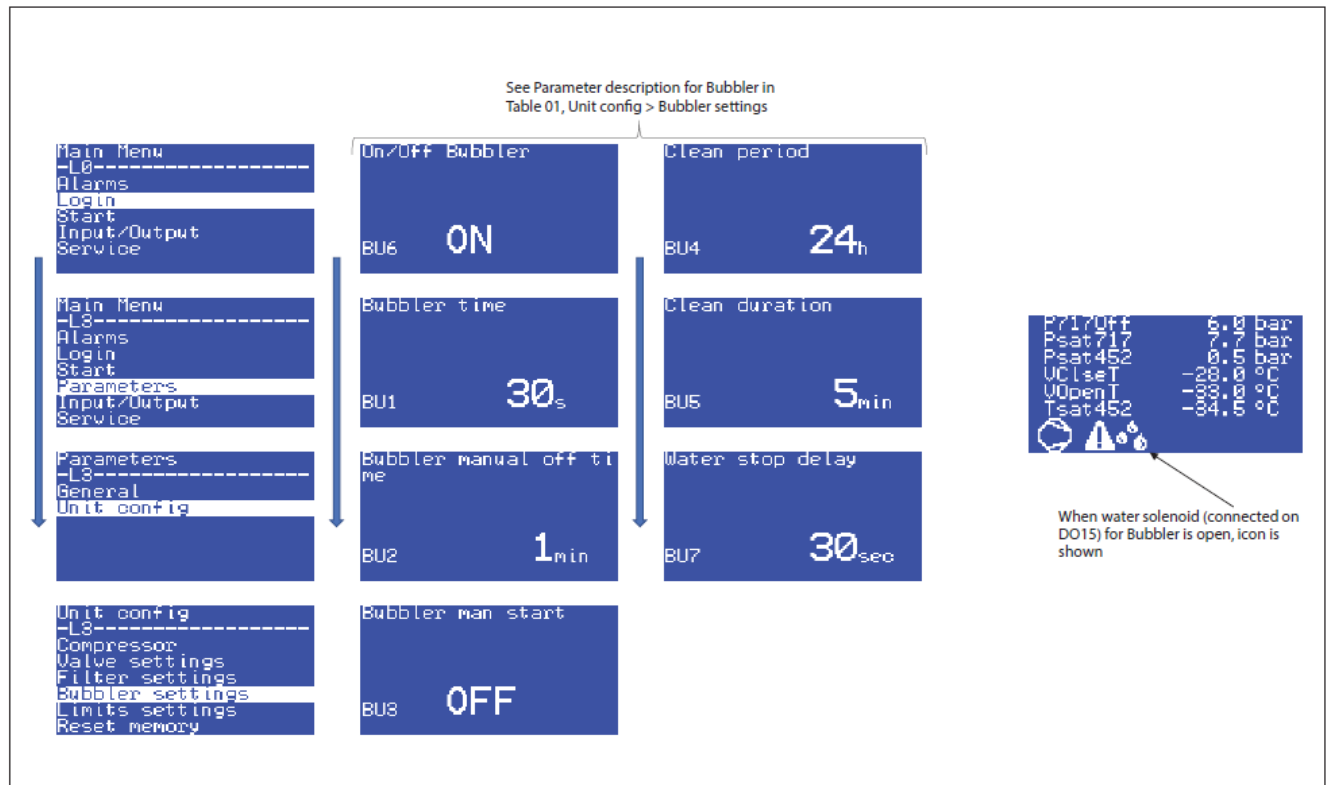 See Parameter description for Bubbler in
Table 01, Unit config > Bubbler settings
Main Menu
-L0-------------------
Alarms
Login
Start
Input/Output
Service
Main Menu
-L3-------------------
Alarms
Login
Start
Parameters
Input/Output
Service
Parameters
-L3-------------------
General
Unit config
Unit config
-L3-------------------
Compressor
Valve settings
Filter settings
Bubbler settings
Limits settings
Reset memory
On/Off Bubbler
BU6 ON
Bubbler time
BU1 30s
Bubbler manual off ti
me
BU2 1min
Bubbler man start
BU3 OFF
Clean period
BU4 24h
Clean duration
BU5 5min
Water stop delay
BU7 30sec
P717Off 6.0 bar
Psat717 7.7 bar
Psat452 0.5 bar
VClseT -28.0 °C
VOpenT -33.0 °C
Tsat452 -34.5 °C
When water solenoid (connected on
DO15) for Bubbler is open, icon is
shown